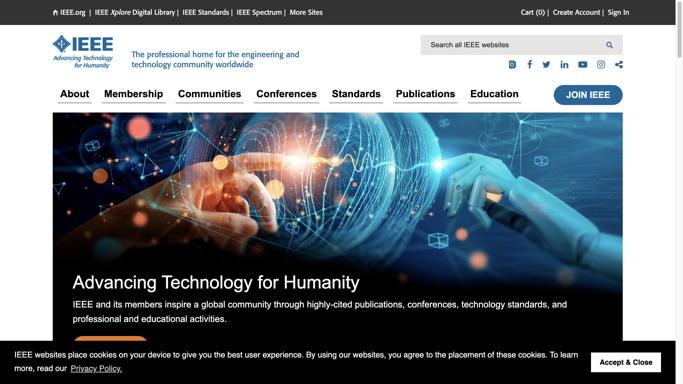 IEEE.org | IEEE Xplore Digital Library | IEEE Standards | IEEE Spectrum | More Sites
Cart (0) | Create Account | Sign In
IEEE
Advancing Technology
for Humanity
The professional home for the engineering and
technology community worldwide
Search all IEEE websites
About Membership Communities Conferences Standards Publications Education JOIN IEEE
Advancing Technology for Humanity
IEEE and its members inspire a global community through highly-cited publications, conferences, technology standards, and
professional and educational activities.
IEEE websites place cookies on your device to give you the best user experience. By using our websites, you agree to the placement of these cookies. To learn
more, read our Privacy Policy.
Accept & Close